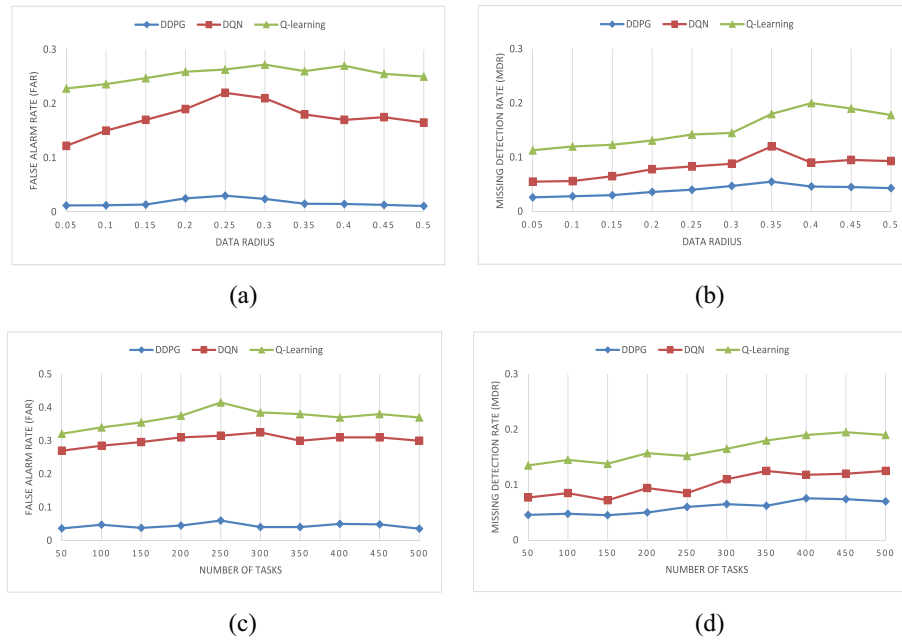 DDPG DQN Q-learning
FALSE ALARM RATE (FAR)
0.3
0.2
0.1
0
0.05 0.1 0.15 0.2 0.25 0.3 0.35 0.4 0.45 0.5
DATA RADIUS
(a)
DDPG DQN Q-learning
MISSING DETECTION RATE (MDR)
0.3
0.2
0.1
0
0.05 0.1 0.15 0.2 0.25 0.3 0.35 0.4 0.45 0.5
DATA RADIUS
(b)
DDPG DQN Q-Learning
FALSE ALARM RATE (FAR)
0.5
0.4
0.3
0.2
0.1
0
50 100 150 200 250 300 350 400 450 500
NUMBER OF TASKS
(c)
DDPG DQN Q-Learning
MISSING DETECTION RATE (MDR)
0.3
0.2
0.1
0
50 100 150 200 250 300 350 400 450 500
NUMBER OF TASKS
(d)